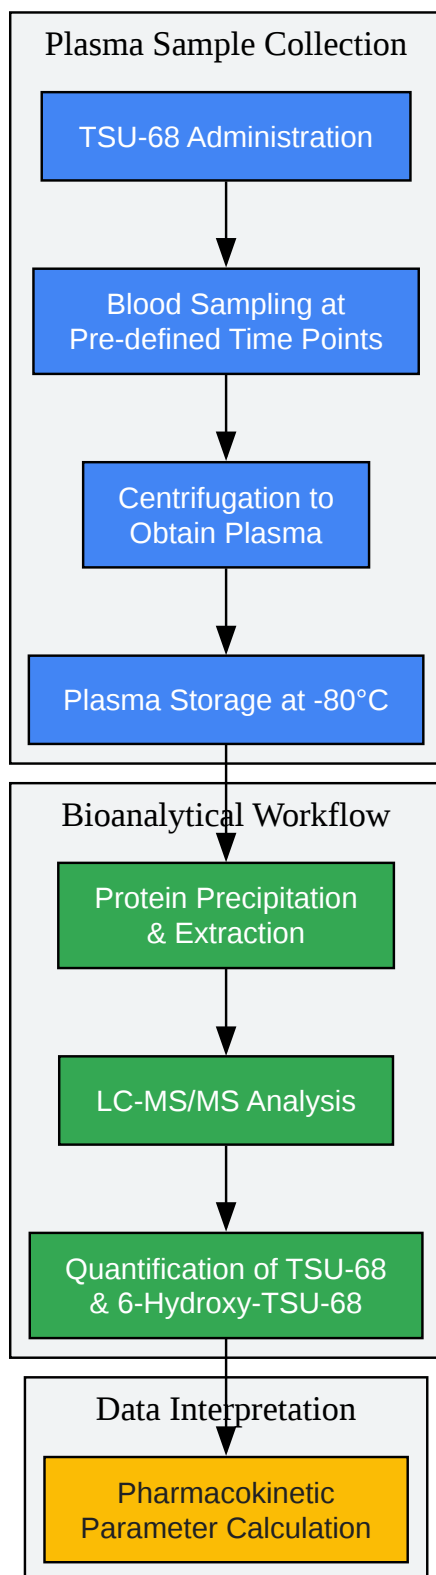 Plasma Sample Collection
TSU-68 Administration
Blood Sampling at
Pre-defined Time Points
Centrifugation to
Obtain Plasma
Plasma Storage at -80°C
Bioanalytical Workflow
Protein Precipitation
& Extraction
LC-MS/MS Analysis
Quantification of TSU-68
& 6-Hydroxy-TSU-68
Data Interpretation
Pharmacokinetic
Parameter Calculation